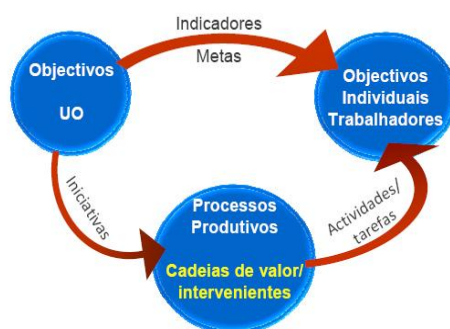 Indicadores
Metas
Objectivos
UO
Objectivos
Individuais
Trabalhadores
Iniciativas
Processos
Produtivos
Cadeias de valor/
intervenientes
Actividades/
tarefas